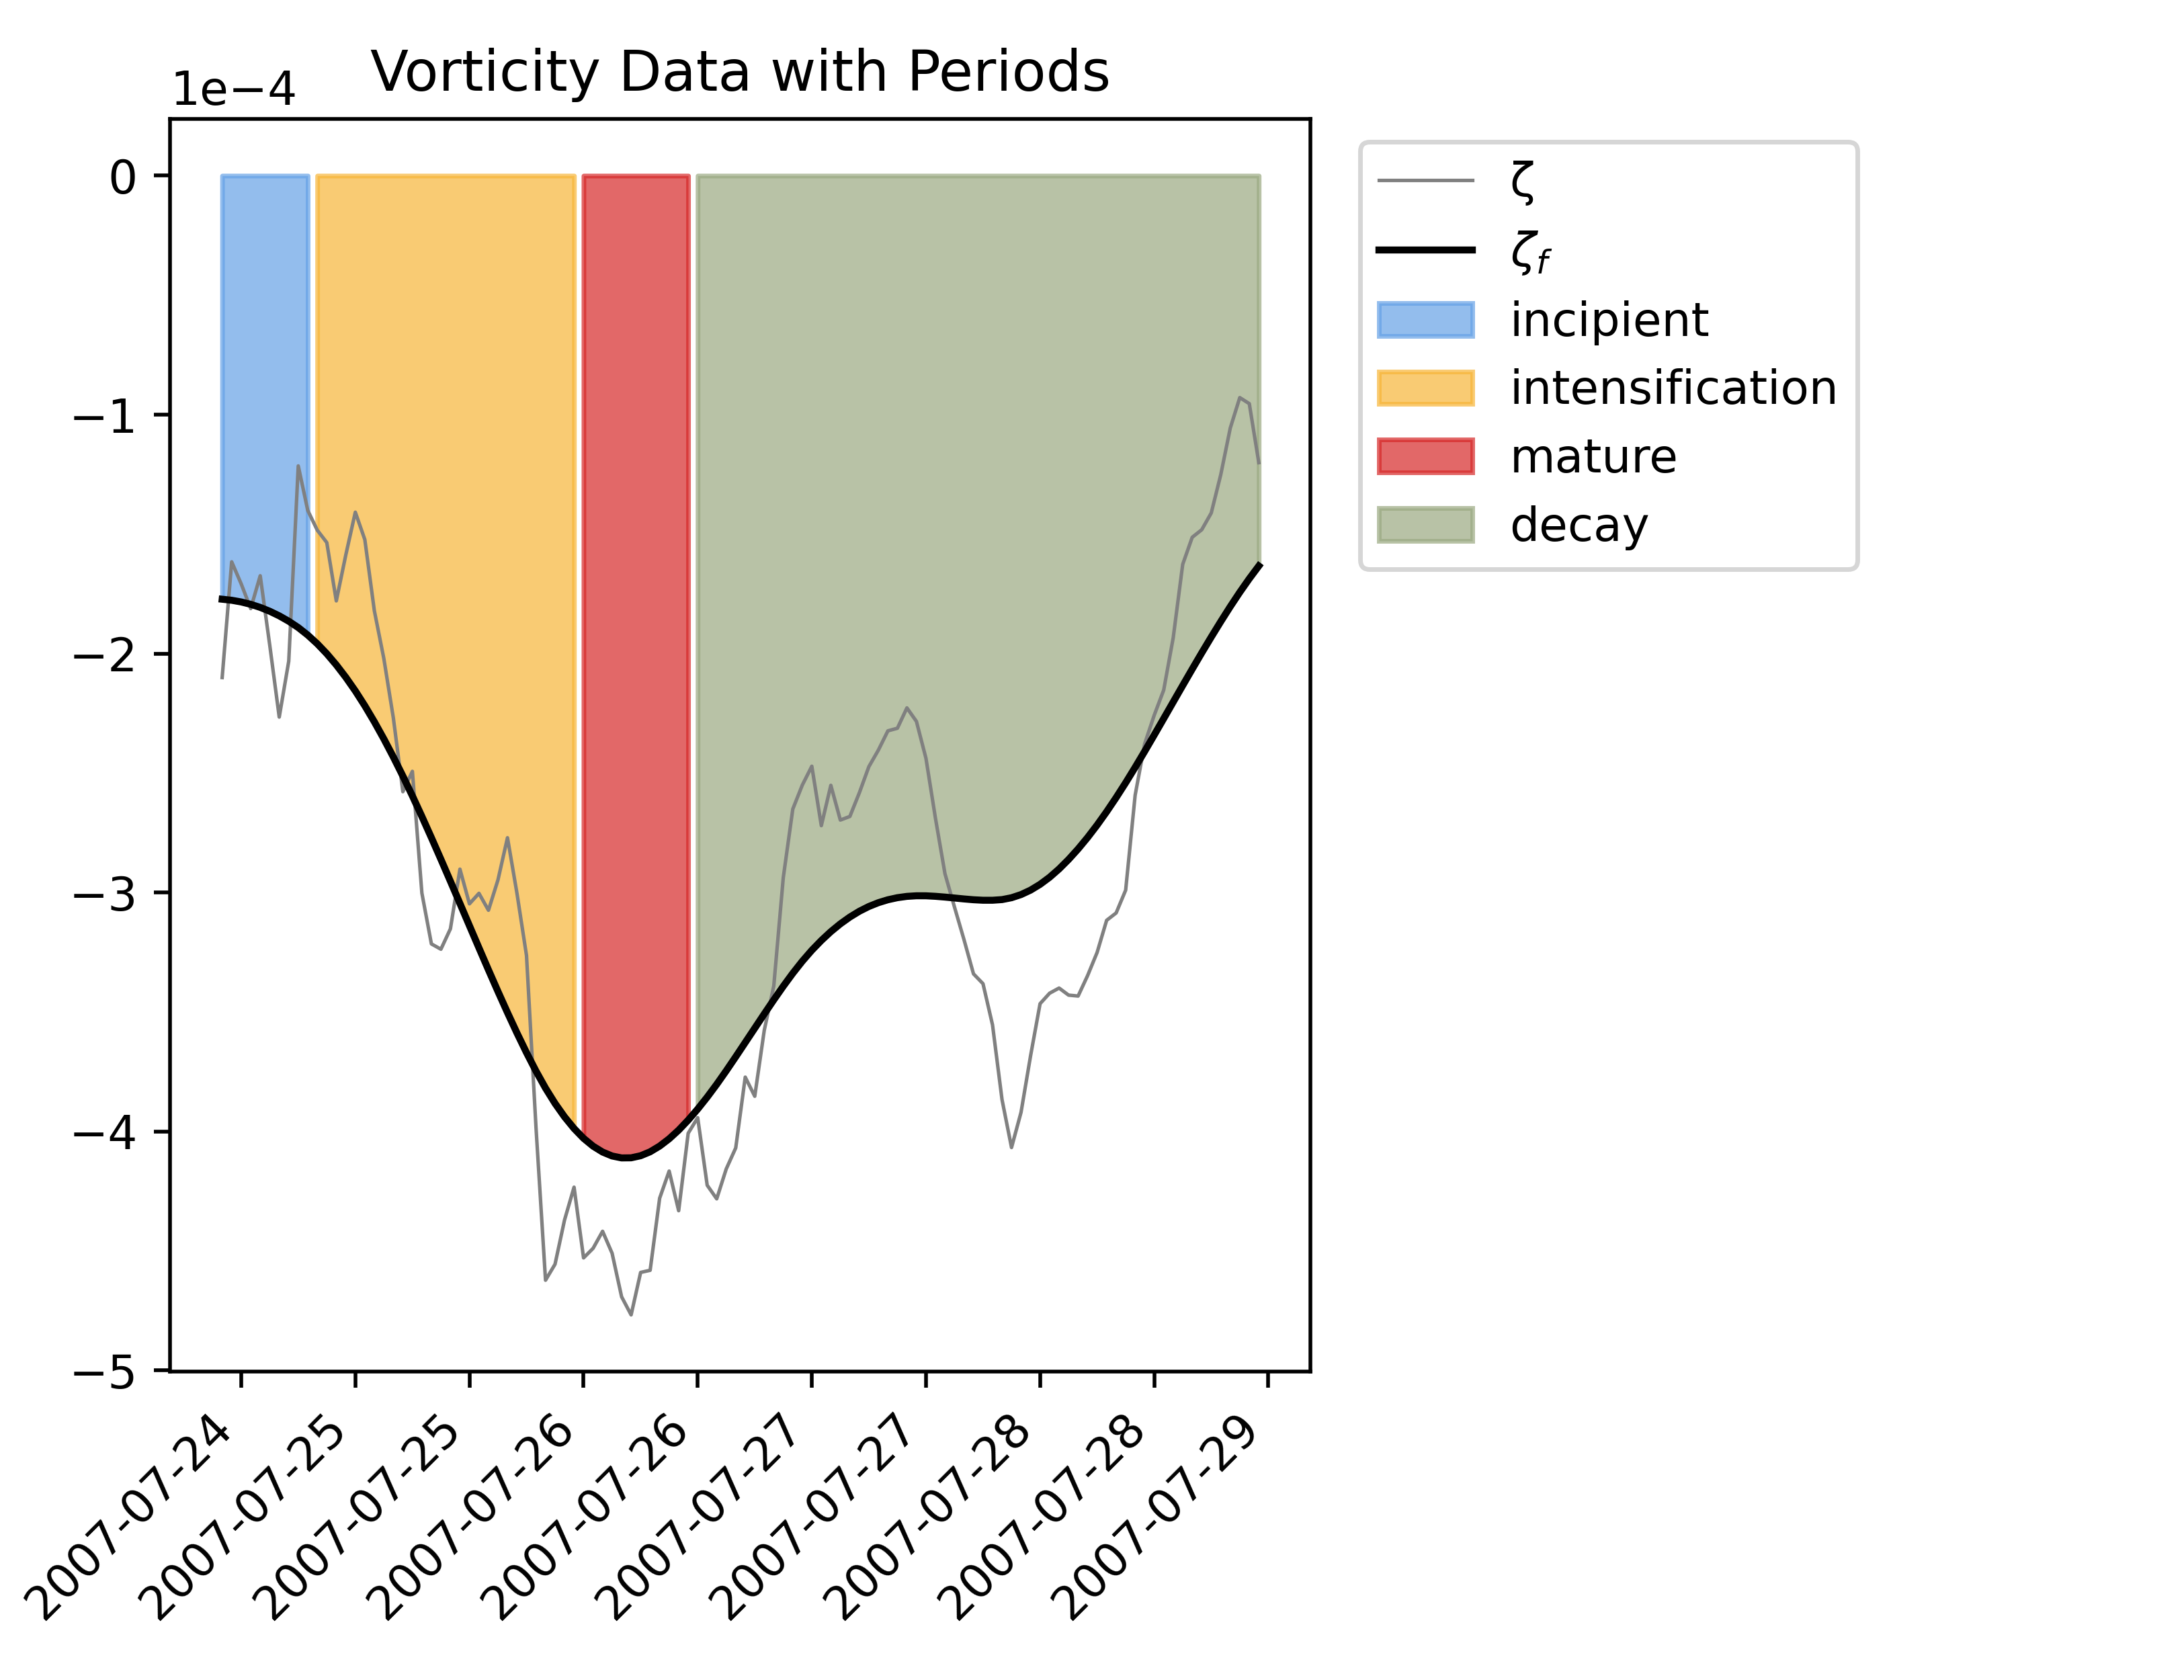 Vorticity Data with Periods
1e−4
0
−1
−2
−3
−4
−5
2007-07-24
2007-07-25
2007-07-25
2007-07-26
2007-07-26
2007-07-27
2007-07-27
2007-07-28
2007-07-28
2007-07-29
ζ
ζf
incipient
intensification
mature
decay